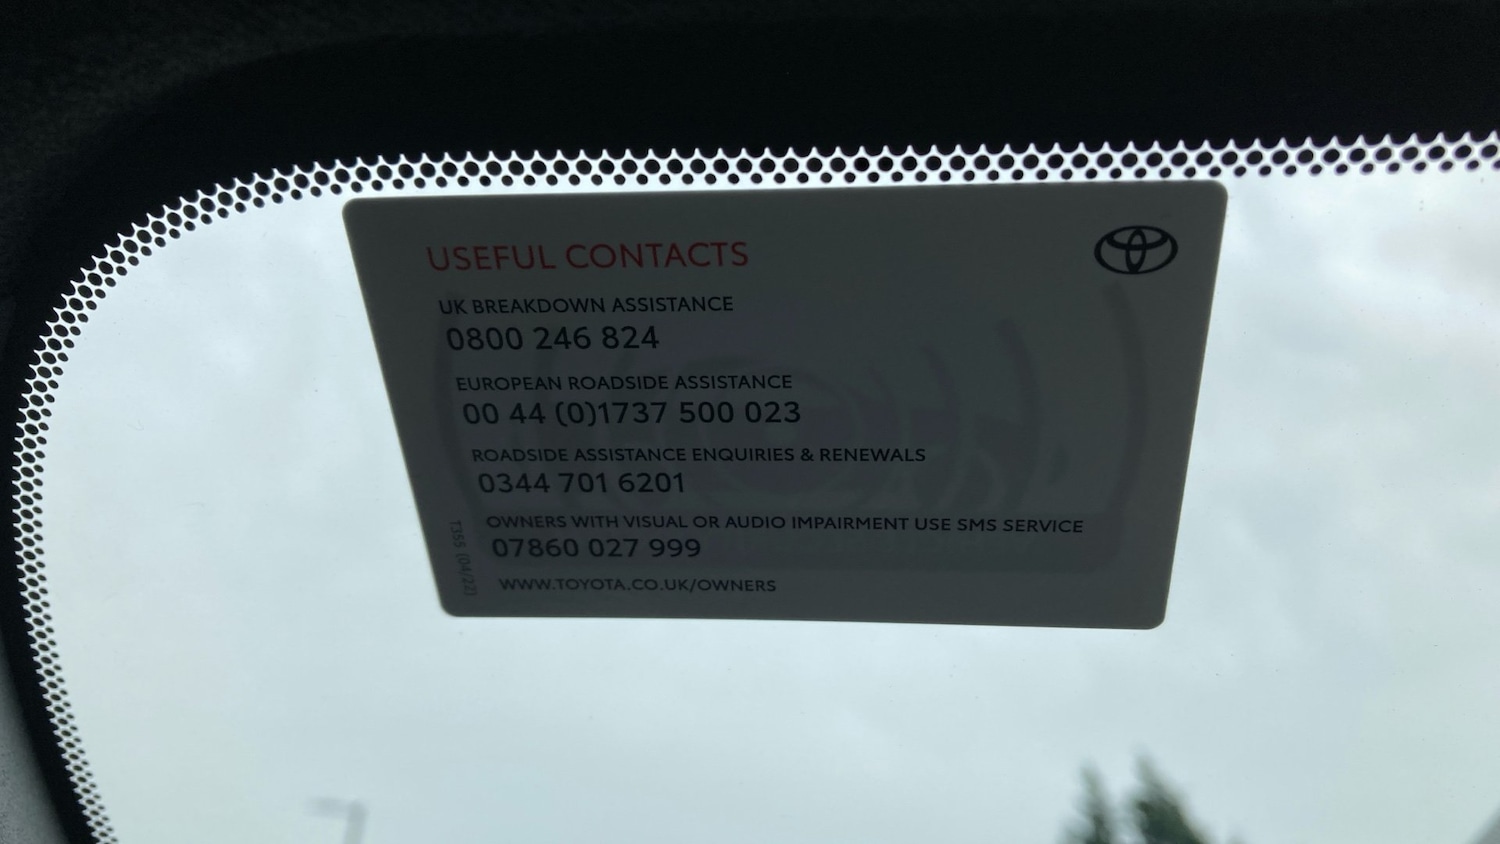 USEFUL CONTACTS
UK BREAKDOWN ASSISTANCE
0800 246 824
EUROPEAN ROADSIDE ASSISTANCE
00 44 (0)1737 500 023
ROADSIDE ASSISTANCE ENQUIRIES & RENEWALS
0344 701 6201
OWNERS WITH VISUAL OR AUDIO IMPAIRMENT USE SMS SERVICE
07860 027 999
WWW.TOYOTA.CO.UK/OWNERS
T355 (04/22)